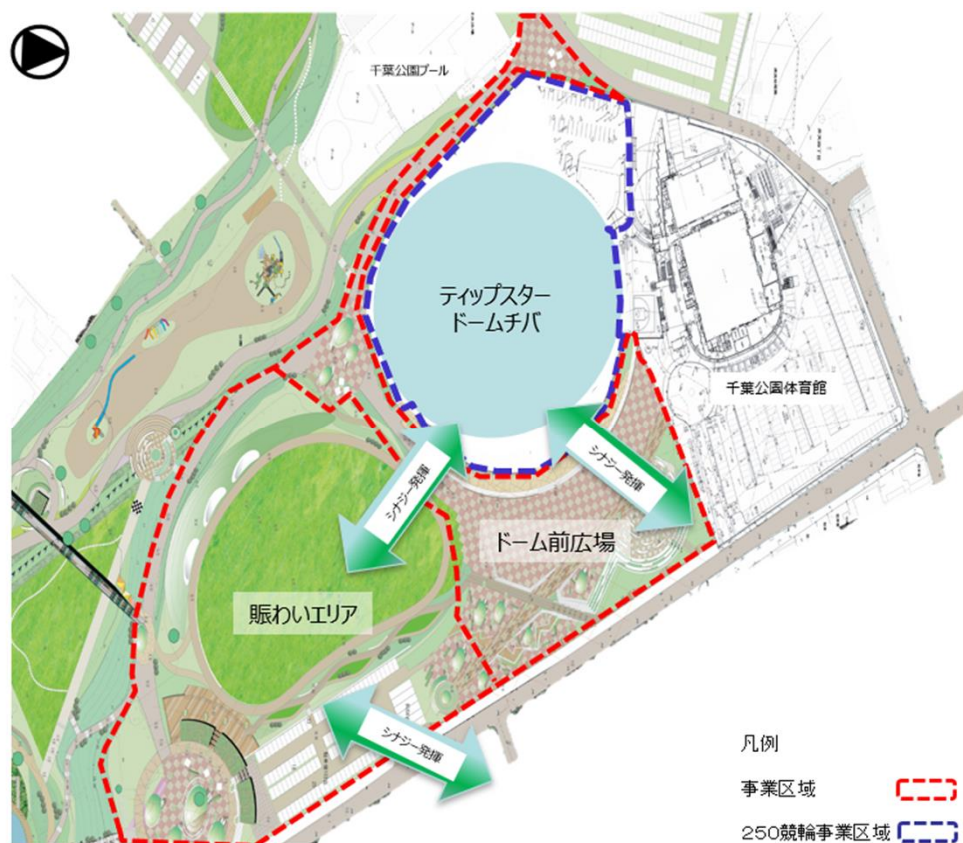 千葉公園プール
ティップスター
ドームチバ
千葉公園体育館
シナジー発揮
シナジー発揮
ドーム前広場
賑わいエリア
シナジー発揮
凡例
事業区域
250競輪事業区域